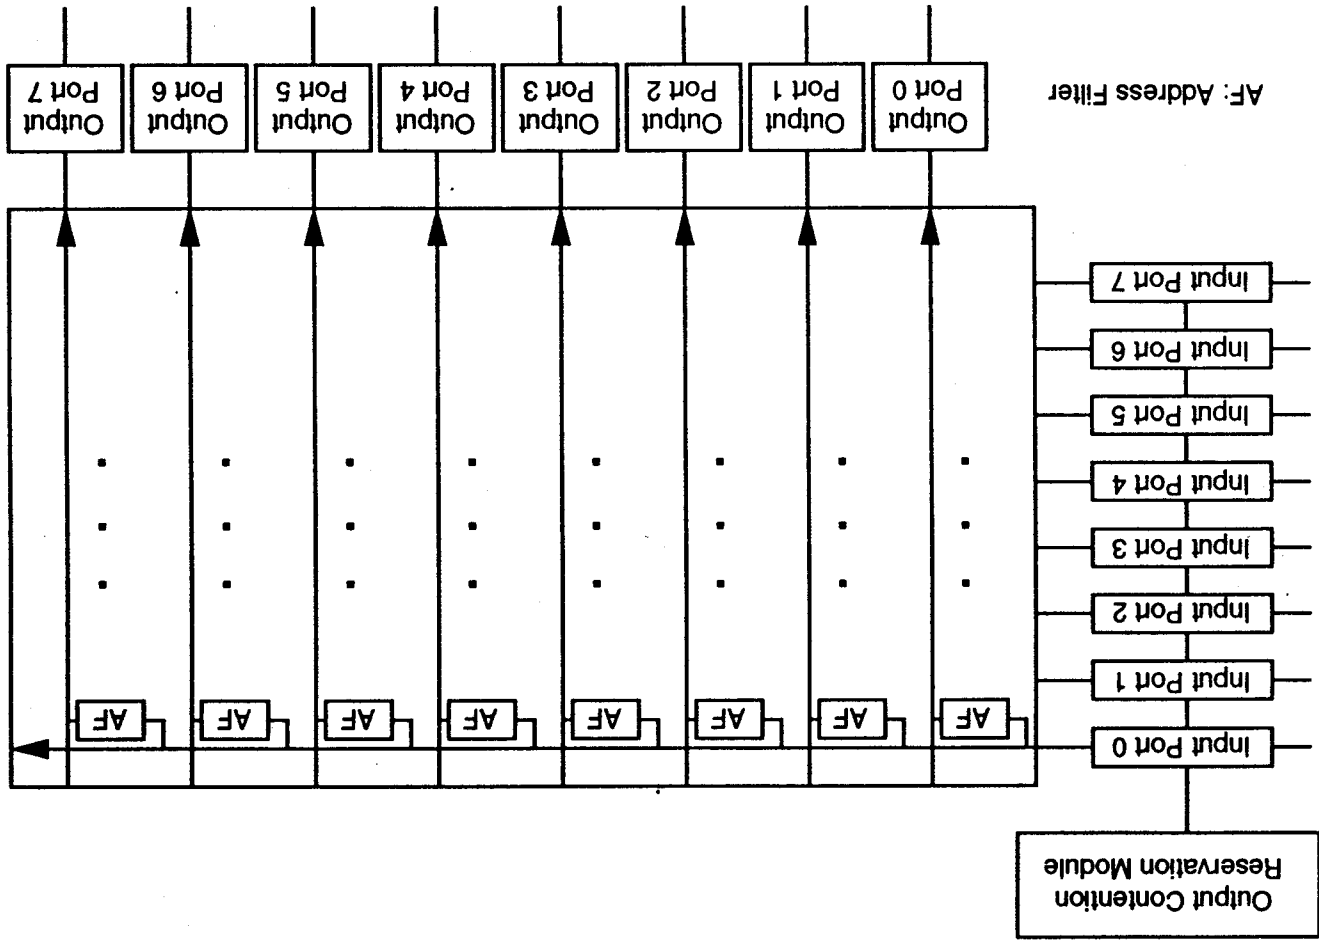 Output Contention
Reservation Module
Input Port 0
Input Port 1
Input Port 2
Input Port 3
Input Port 4
Input Port 5
Input Port 6
Input Port 7
AF
AF
AF
AF
AF
AF
AF
AF
AF: Address Filter
Output
Port 0
Output
Port 1
Output
Port 2
Output
Port 3
Output
Port 4
Output
Port 5
Output
Port 6
Output
Port 7